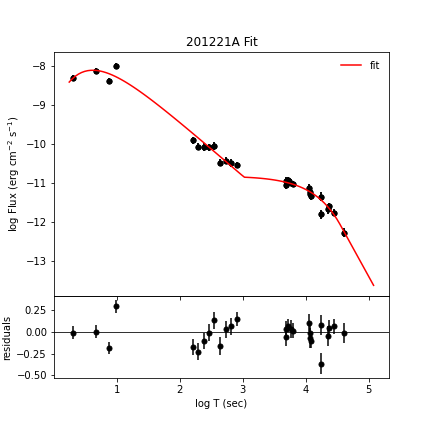 201221A Fit
fit
log Flux (erg cm⁻² s⁻¹)
−8
−9
−10
−11
−12
−13
residuals
0.25
0.00
−0.25
−0.50
1 2 3 4 5
log T (sec)